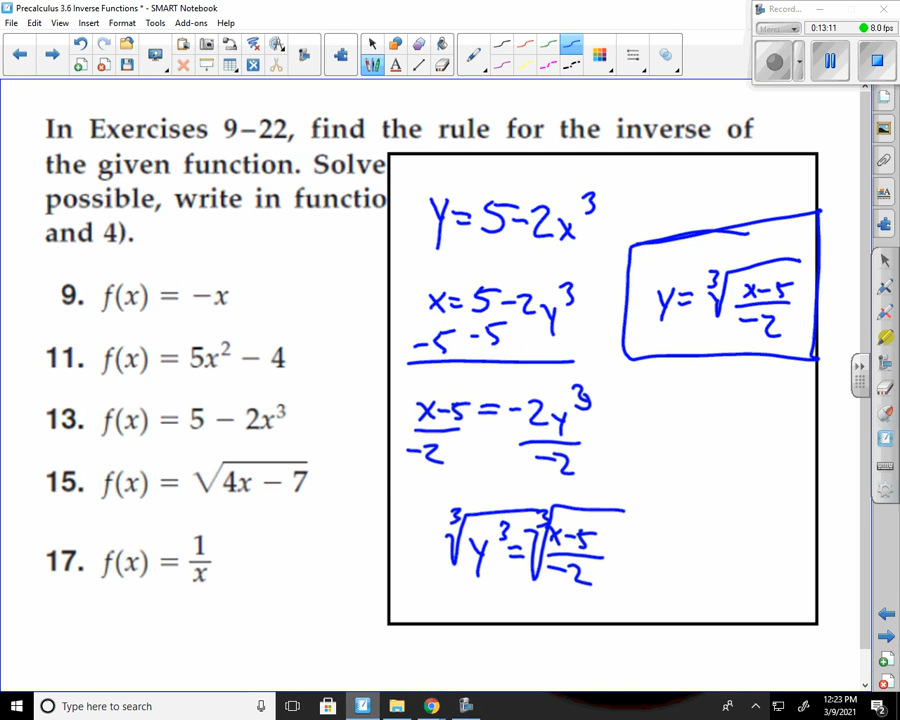 Precalculus 3.6 Inverse Functions * - SMART Notebook
Record...
File Edit View Insert Format Tools Add-ons Help
Menu
0:13:11
8.0 fps
In Exercises 9–22, find the rule for the inverse of
the given function. Solve
possible, write in functio
and 4).
9. f(x) = −x
11. f(x) = 5x² − 4
13. f(x) = 5 − 2x³
15. f(x) = √(4x − 7)
17. f(x) = 1/x
y = 5-2x³
x = 5-2y³
-5 -5
x-5 = -2y³
-2 -2
∛y³ = ∛(x-5)/-2
y = ∛(x-5)/-2
Type here to search
12:23 PM
3/9/2021
2